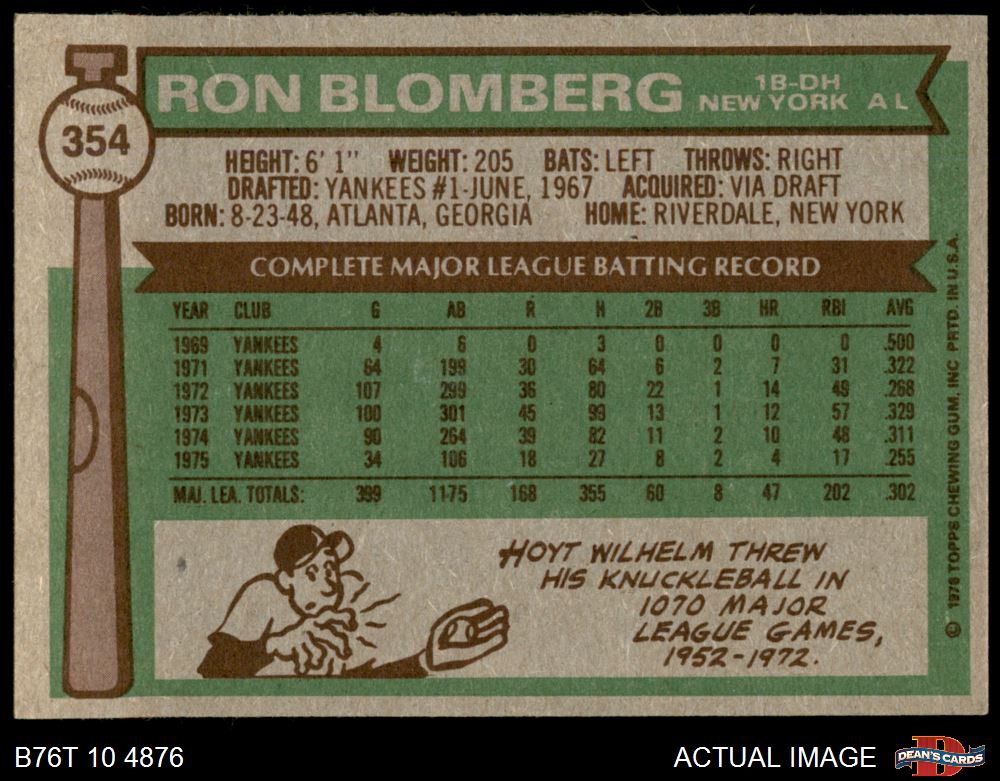 354
RON BLOMBERG
1B-DH
NEW YORK AL
HEIGHT: 6' 1" WEIGHT: 205 BATS: LEFT THROWS: RIGHT
DRAFTED: YANKEES #1-JUNE, 1967 ACQUIRED: VIA DRAFT
BORN: 8-23-48, ATLANTA, GEORGIA HOME: RIVERDALE, NEW YORK
COMPLETE MAJOR LEAGUE BATTING RECORD
YEAR CLUB G AB R H 2B 3B HR RBI AVG
1969 YANKEES 4 6 0 3 0 0 0 0 .500
1971 YANKEES 64 199 30 64 6 2 7 31 .322
1972 YANKEES 107 299 36 80 22 1 14 49 .268
1973 YANKEES 100 301 45 99 13 1 12 57 .329
1974 YANKEES 90 264 39 82 11 2 10 48 .311
1975 YANKEES 34 106 18 27 8 2 4 17 .255
MAJ. LEA. TOTALS: 399 1175 168 355 60 8 47 202 .302
HOYT WILHELM THREW
HIS KNUCKLEBALL IN
1070 MAJOR
LEAGUE GAMES,
1952-1972.
© 1976 TOPPS CHEWING GUM, INC PRTD. IN U.S.A.
B76T 10 4876
ACTUAL IMAGE
D
DEAN'S CARDS